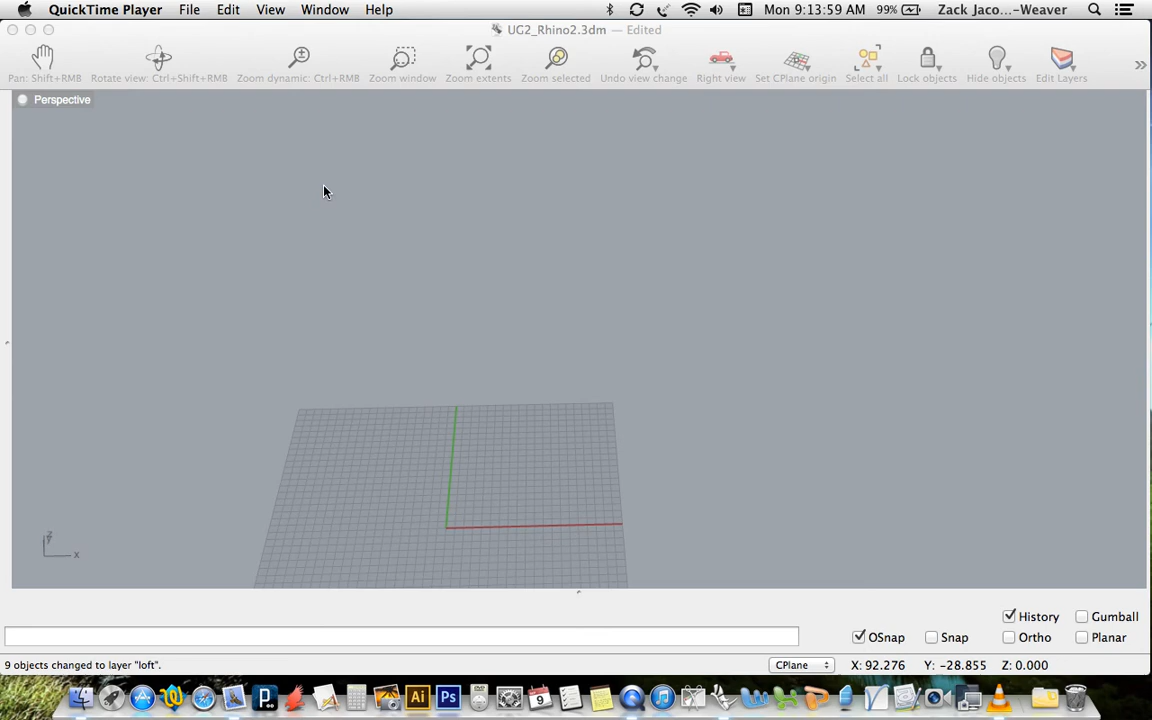 QuickTime Player File Edit View Window Help Mon 9:13:59 AM 99% Zack Jaco...-Weaver
UG2_Rhino2.3dm — Edited
Pan: Shift+RMB Rotate view: Ctrl+Shift+RMB Zoom dynamic: Ctrl+RMB Zoom window Zoom extents Zoom selected Undo view change Right view Set CPlane origin Select all Lock objects Hide objects Edit Layers
Perspective
z
y
x
History Gumball
OSnap Snap Ortho Planar
9 objects changed to layer "loft". CPlane X: 92.276 Y: -28.855 Z: 0.000
Ai Ps 9